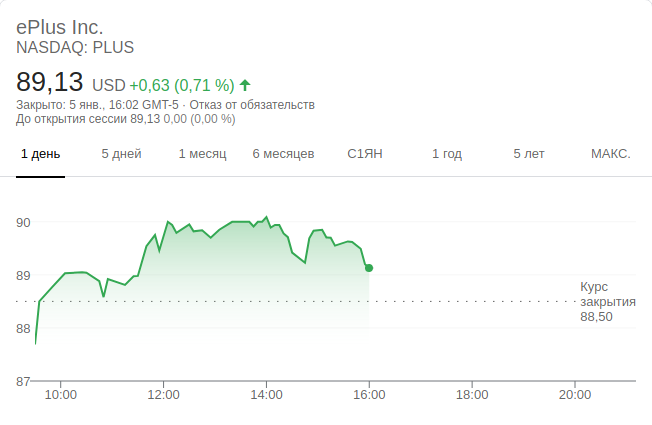 ePlus Inc.
NASDAQ: PLUS
89,13 USD +0,63 (0,71 %)
Закрыто: 5 янв., 16:02 GMT-5 · Отказ от обязательств
До открытия сессии 89,13 0,00 (0,00 %)
1 день 5 дней 1 месяц 6 месяцев С1ЯН 1 год 5 лет МАКС.
90
89
Курс
закрытия
88,50
88
87
10:00 12:00 14:00 16:00 18:00 20:00